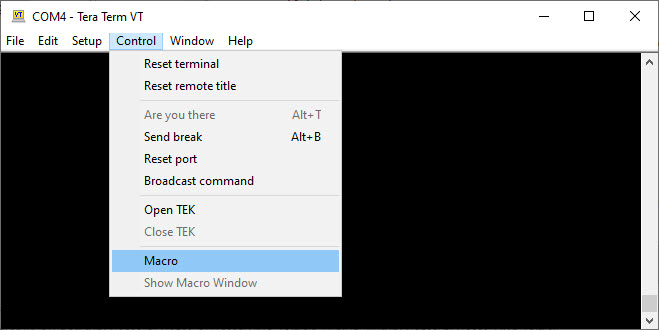 VT COM4 - Tera Term VT
File Edit Setup Control Window Help
Reset terminal
Reset remote title
Are you there Alt+T
Send break Alt+B
Reset port
Broadcast command
Open TEK
Close TEK
Macro
Show Macro Window